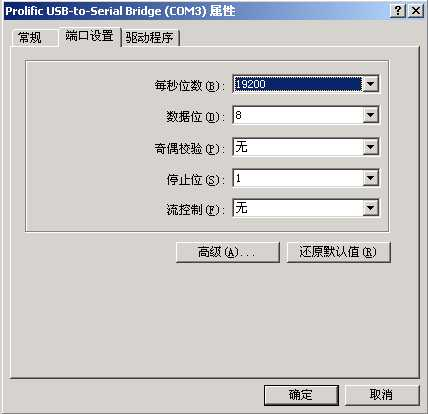 Prolific USB-to-Serial Bridge (COM3) 属性
常规 端口设置 驱动程序
每秒位数(B): 19200
数据位(D): 8
奇偶校验(P): 无
停止位(S): 1
流控制(F): 无
高级(A)... 还原默认值(R)
确定 取消